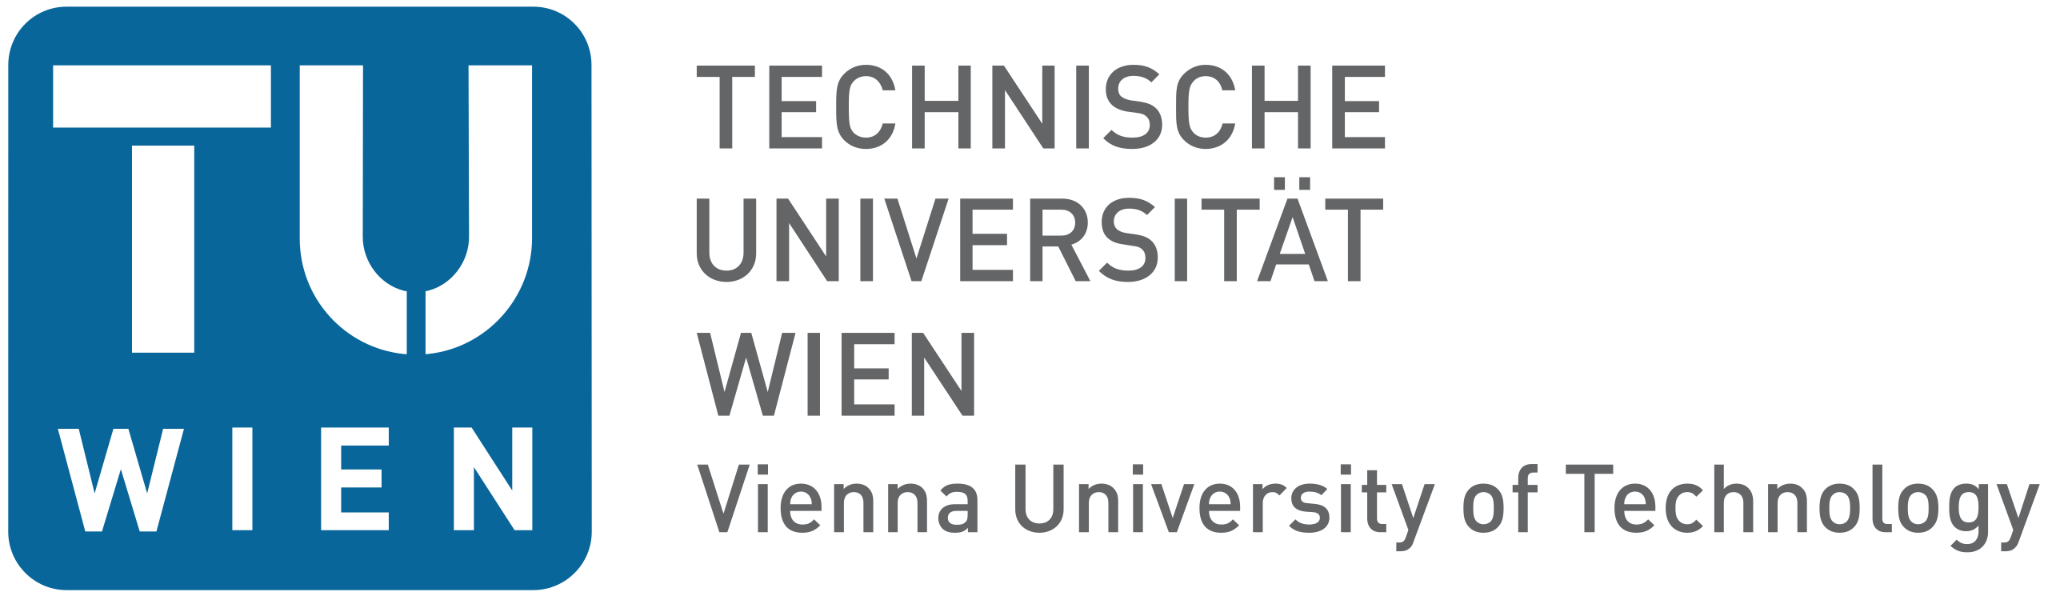 TU
WIEN
TECHNISCHE
UNIVERSITÄT
WIEN
Vienna University of Technology